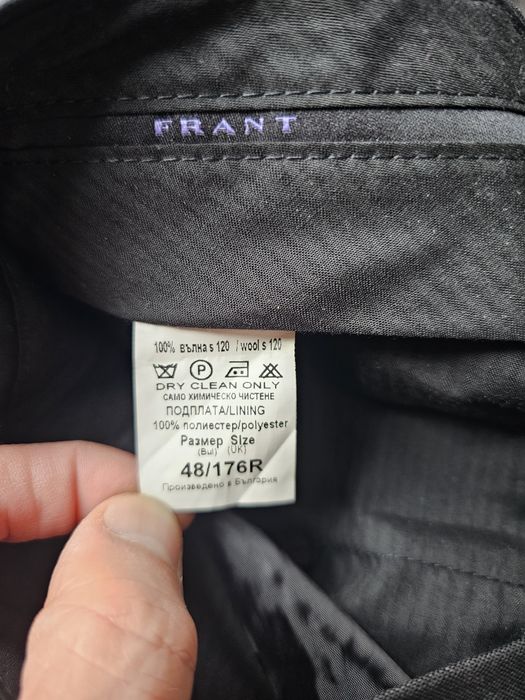 FRANT
100% вълна s 120 / wool s 120
P
DRY CLEAN ONLY
САМО ХИМИЧЕСКО ЧИСТЕНЕ
ПОДПЛАТА/LINING
100% полиестер/polyester
Размер Size
(Bul) (UK)
48/176R
Произведено в България